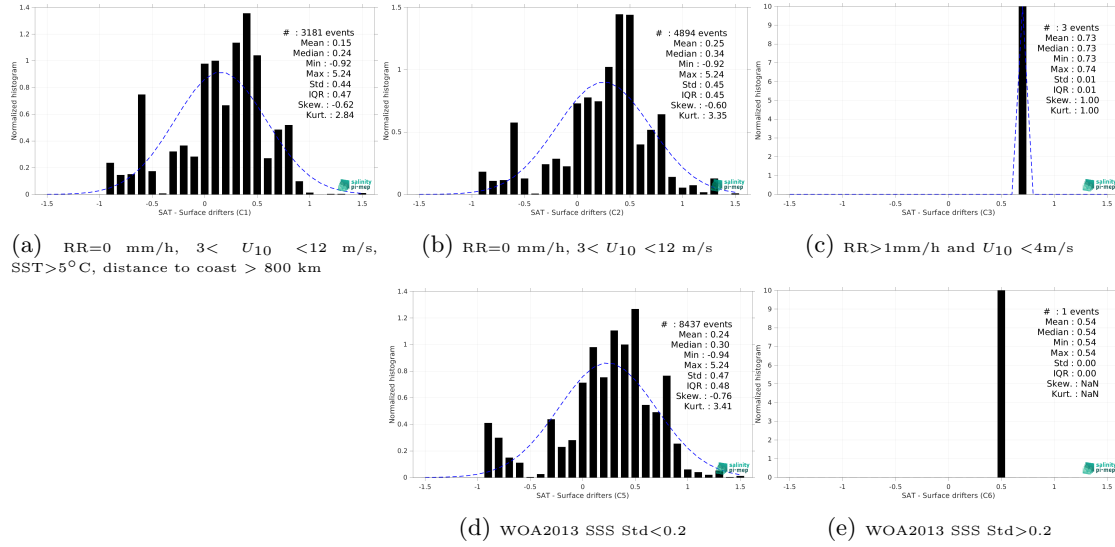 1.4
1.2
1
0.8
0.6
0.4
0.2
0
Normalized histogram
-1.5 -1 -0.5 0 0.5 1 1.5
SAT - Surface drifters (C1)
# : 3181 events
Mean : 0.15
Median : 0.24
Min : -0.92
Max : 5.24
Std : 0.44
IQR : 0.47
Skew. : -0.62
Kurt. : 2.84
salinity
pi-mep
(a) RR=0 mm/h, 3< U10 <12 m/s,
SST>5°C, distance to coast > 800 km
1.5
1
0.5
0
Normalized histogram
-1.5 -1 -0.5 0 0.5 1 1.5
SAT - Surface drifters (C2)
# : 4894 events
Mean : 0.25
Median : 0.34
Min : -0.92
Max : 5.24
Std : 0.45
IQR : 0.45
Skew. : -0.60
Kurt. : 3.35
salinity
pi-mep
(b) RR=0 mm/h, 3< U10 <12 m/s
10
9
8
7
6
5
4
3
2
1
0
Normalized histogram
-1.5 -1 -0.5 0 0.5 1 1.5
SAT - Surface drifters (C3)
# : 3 events
Mean : 0.73
Median : 0.73
Min : 0.73
Max : 0.74
Std : 0.01
IQR : 0.01
Skew. : 1.00
Kurt. : 1.00
salinity
pi-mep
(c) RR>1mm/h and U10 <4m/s
1.4
1.2
1
0.8
0.6
0.4
0.2
0
Normalized histogram
-1.5 -1 -0.5 0 0.5 1 1.5
SAT - Surface drifters (C5)
# : 8437 events
Mean : 0.24
Median : 0.30
Min : -0.94
Max : 5.24
Std : 0.47
IQR : 0.48
Skew. : -0.76
Kurt. : 3.41
salinity
pi-mep
(d) WOA2013 SSS Std<0.2
10
9
8
7
6
5
4
3
2
1
0
Normalized histogram
-1.5 -1 -0.5 0 0.5 1 1.5
SAT - Surface drifters (C6)
# : 1 events
Mean : 0.54
Median : 0.54
Min : 0.54
Max : 0.54
Std : 0.00
IQR : 0.00
Skew. : NaN
Kurt. : NaN
salinity
pi-mep
(e) WOA2013 SSS Std>0.2